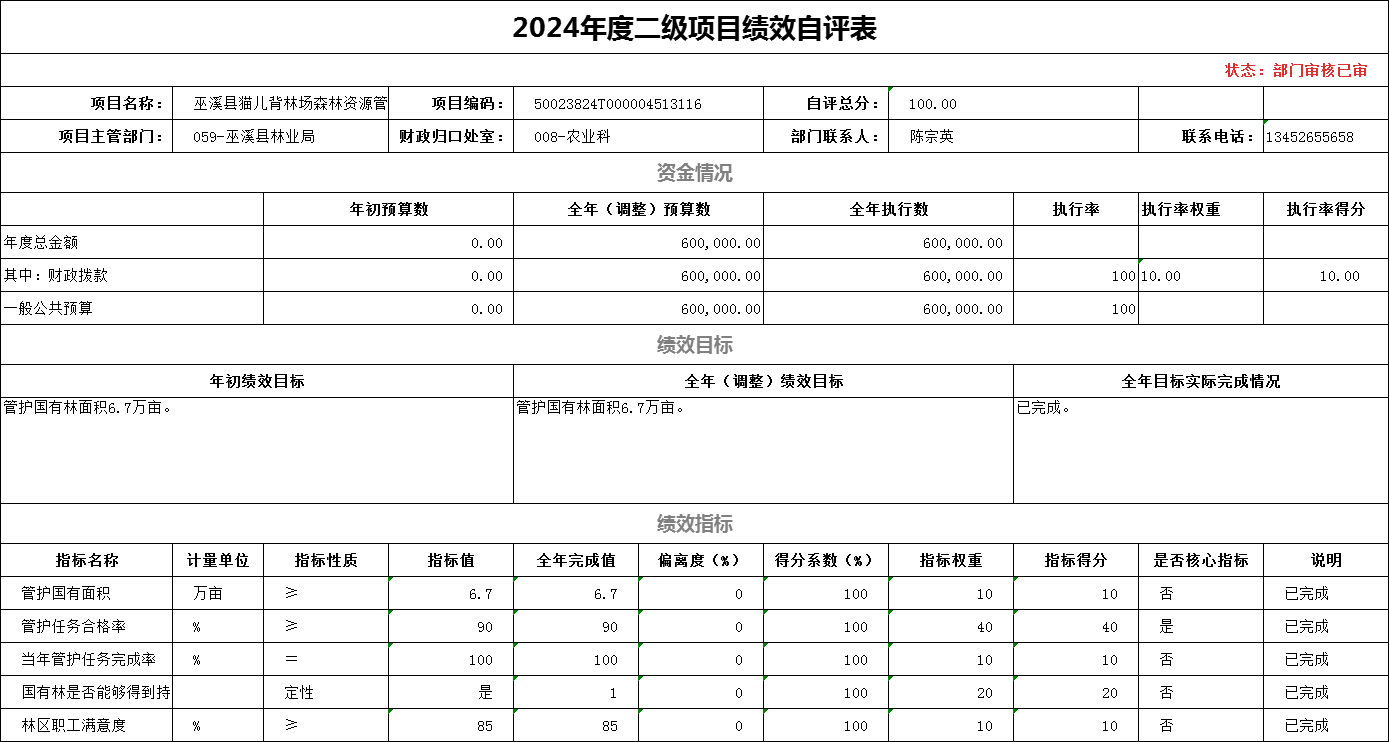 2024年度二级项目绩效自评表
状态：部门审核已审
项目名称： 巫溪县猫儿背林场森林资源管 项目编码： 50023824T000004513116 自评总分： 100.00
项目主管部门： 059-巫溪县林业局 财政归口处室： 008-农业科 部门联系人： 陈宗英 联系电话： 13452655658
资金情况
年初预算数 全年（调整）预算数 全年执行数 执行率 执行率权重 执行率得分
年度总金额 0.00 600,000.00 600,000.00
其中：财政拨款 0.00 600,000.00 600,000.00 100 10.00 10.00
一般公共预算 0.00 600,000.00 600,000.00 100
绩效目标
年初绩效目标 全年（调整）绩效目标 全年目标实际完成情况
管护国有林面积6.7万亩。 管护国有林面积6.7万亩。 已完成。
绩效指标
指标名称 计量单位 指标性质 指标值 全年完成值 偏离度（%） 得分系数（%） 指标权重 指标得分 是否核心指标 说明
管护国有面积 万亩 ≥ 6.7 6.7 0 100 10 10 否 已完成
管护任务合格率 % ≥ 90 90 0 100 40 40 是 已完成
当年管护任务完成率 % ＝ 100 100 0 100 10 10 否 已完成
国有林是否能够得到持 定性 是 1 0 100 20 20 否 已完成
林区职工满意度 % ≥ 85 85 0 100 10 10 否 已完成